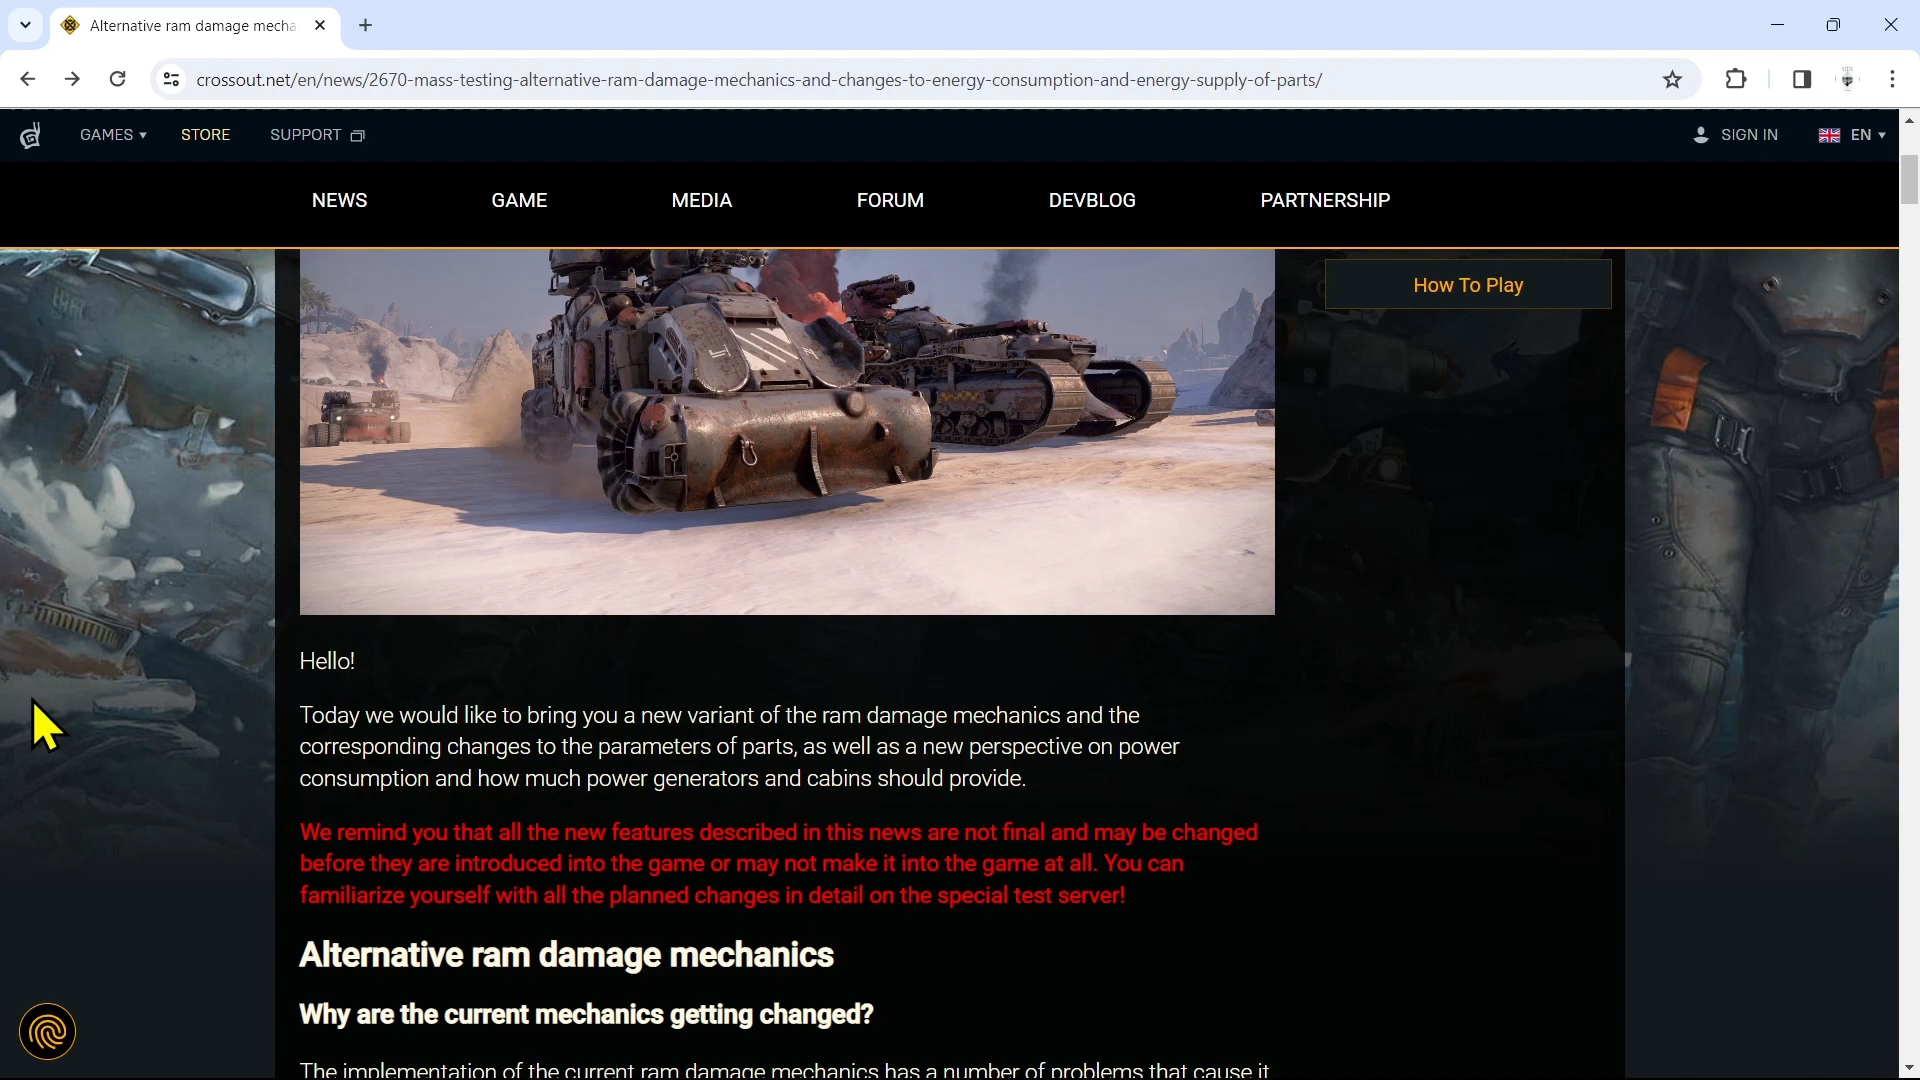 Alternative ram damage mecha
crossout.net/en/news/2670-mass-testing-alternative-ram-damage-mechanics-and-changes-to-energy-consumption-and-energy-supply-of-parts/
GAMES STORE SUPPORT SIGN IN EN
NEWS GAME MEDIA FORUM DEVBLOG PARTNERSHIP
How To Play
Hello!
Today we would like to bring you a new variant of the ram damage mechanics and the
corresponding changes to the parameters of parts, as well as a new perspective on power
consumption and how much power generators and cabins should provide.
We remind you that all the new features described in this news are not final and may be changed
before they are introduced into the game or may not make it into the game at all. You can
familiarize yourself with all the planned changes in detail on the special test server!
Alternative ram damage mechanics
Why are the current mechanics getting changed?
The implementation of the current ram damage mechanics has a number of problems that cause it